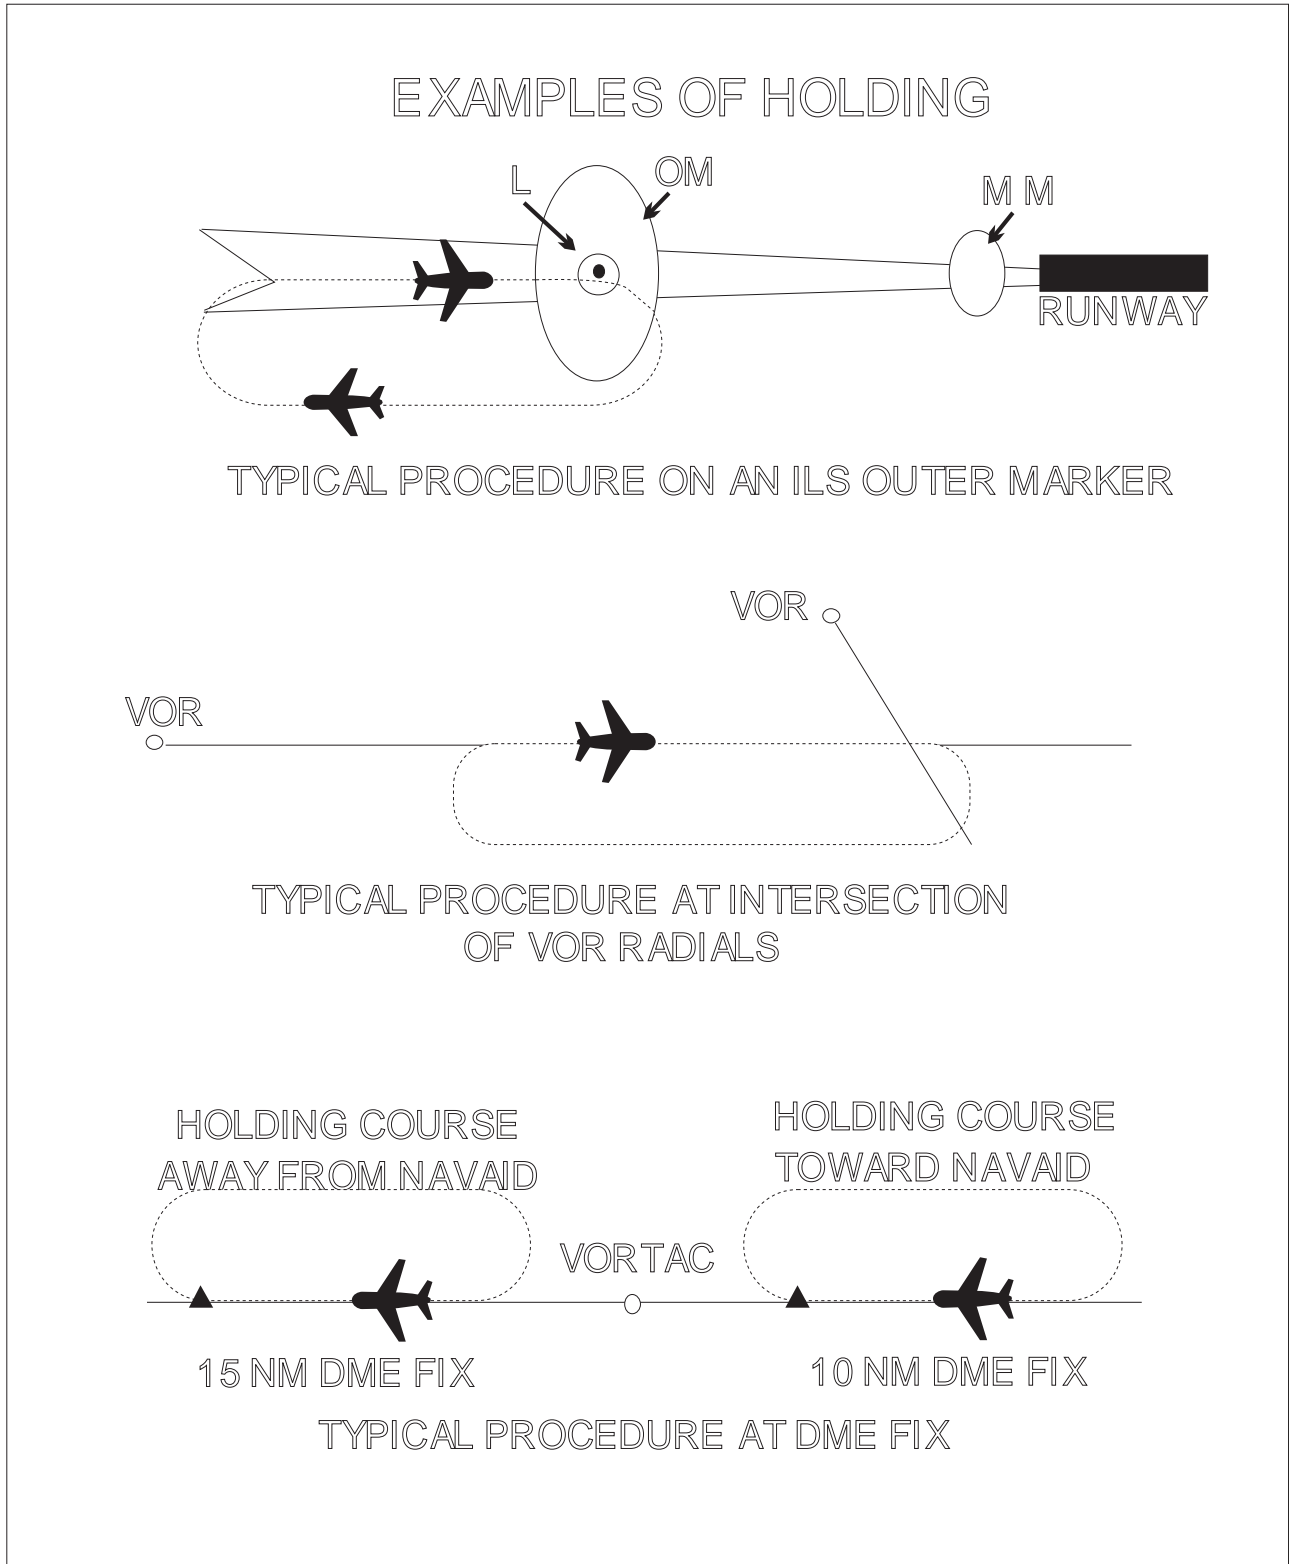 EXAMPLES OF HOLDING
L
OM
MM
RUNWAY
TYPICAL PROCEDURE ON AN ILS OUTER MARKER
VOR
VOR
TYPICAL PROCEDURE AT INTERSECTION
OF VOR RADIALS
HOLDING COURSE
AWAY FROM NAVAID
HOLDING COURSE
TOWARD NAVAID
VORTAC
15 NM DME FIX
10 NM DME FIX
TYPICAL PROCEDURE AT DME FIX